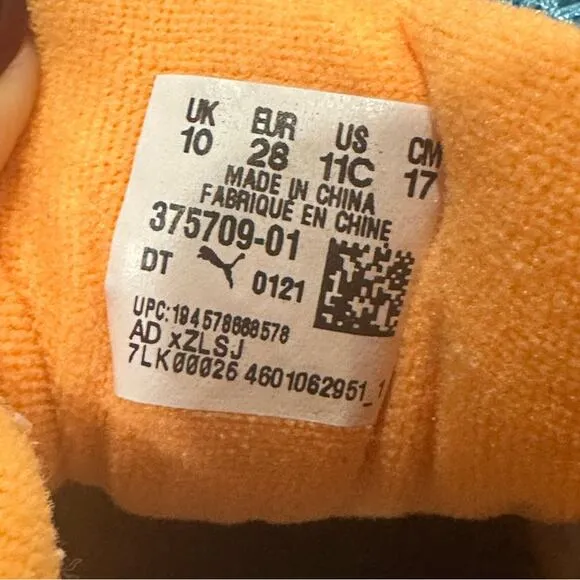 UK EUR US CM
10 28 11C 17
MADE IN CHINA
FABRIQUE EN CHINE
375709-01
DT 0121
UPC:194578688578
AD xZLSJ
7LK00026 4601062951_1